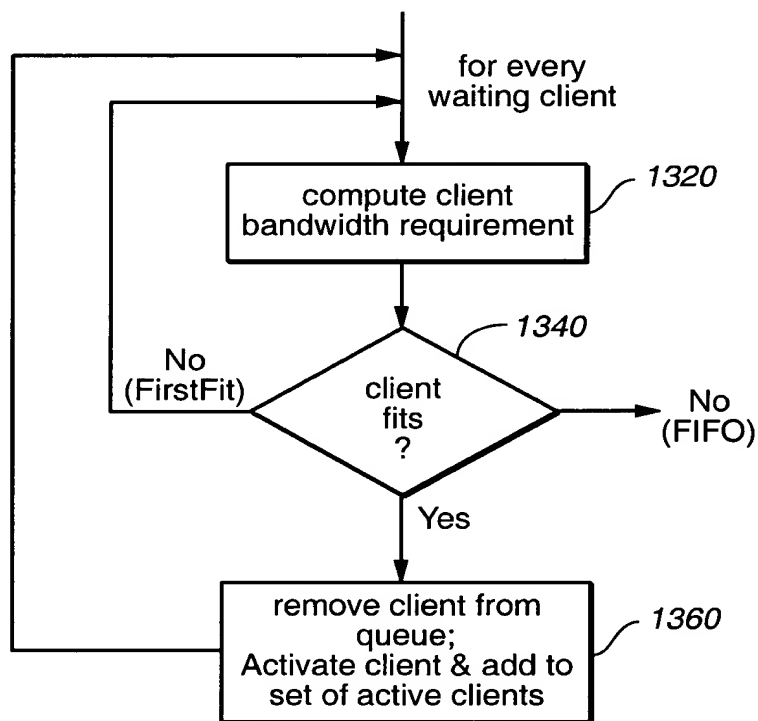 for every
waiting client
compute client
bandwidth requirement
1320
1340
No
(FirstFit)
client
fits
?
No
(FIFO)
Yes
remove client from
queue;
Activate client & add to
set of active clients
1360